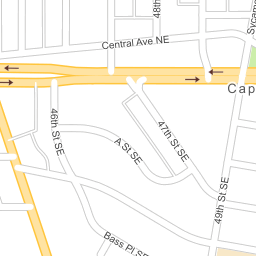 48th
Sycamo
Central Ave NE
Cap
46th St SE
A St SE
47th St SE
49th St SE
Bass Pl SE